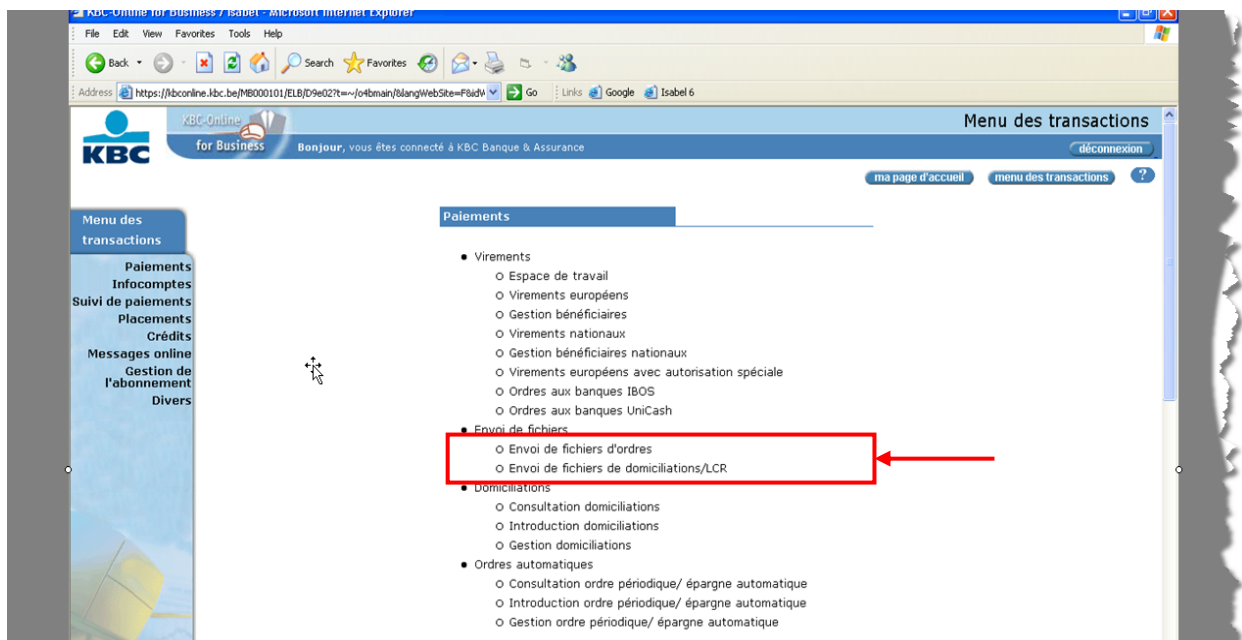 KBC-Online for Business / Isabel - Microsoft Internet Explorer
File Edit View Favorites Tools Help
Back Search Favorites
Address https://kbconline.kbc.be/MB000101/ELB/D9e02?t=~/o4bmain/&langWebSite=F&idV Go Links Google Isabel 6
KBC-Online Menu des transactions
KBC for Business Bonjour, vous êtes connecté à KBC Banque & Assurance déconnexion
ma page d'accueil menu des transactions ?
Menu des
transactions
Paiements
Infocomptes
Suivi de paiements
Placements
Crédits
Messages online
Gestion de
l'abonnement
Divers
Paiements
Virements
Espace de travail
Virements européens
Gestion bénéficiaires
Virements nationaux
Gestion bénéficiaires nationaux
Virements européens avec autorisation spéciale
Ordres aux banques IBOS
Ordres aux banques UniCash
Envoi de fichiers
Envoi de fichiers d'ordres
Envoi de fichiers de domiciliations/LCR
Domiciliations
Consultation domiciliations
Introduction domiciliations
Gestion domiciliations
Ordres automatiques
Consultation ordre périodique/ épargne automatique
Introduction ordre périodique/ épargne automatique
Gestion ordre périodique/ épargne automatique